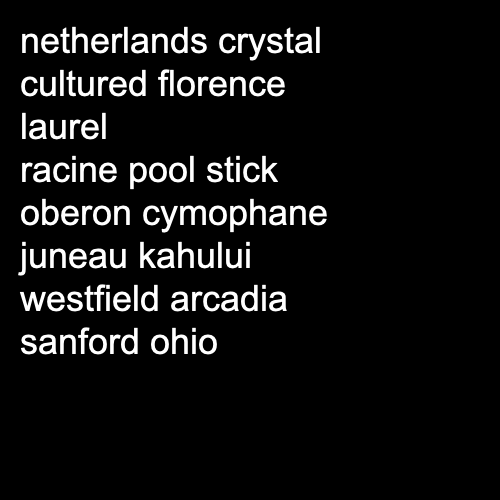 netherlands crystal
cultured florence
laurel
racine pool stick
oberon cymophane
juneau kahului
westfield arcadia
sanford ohio